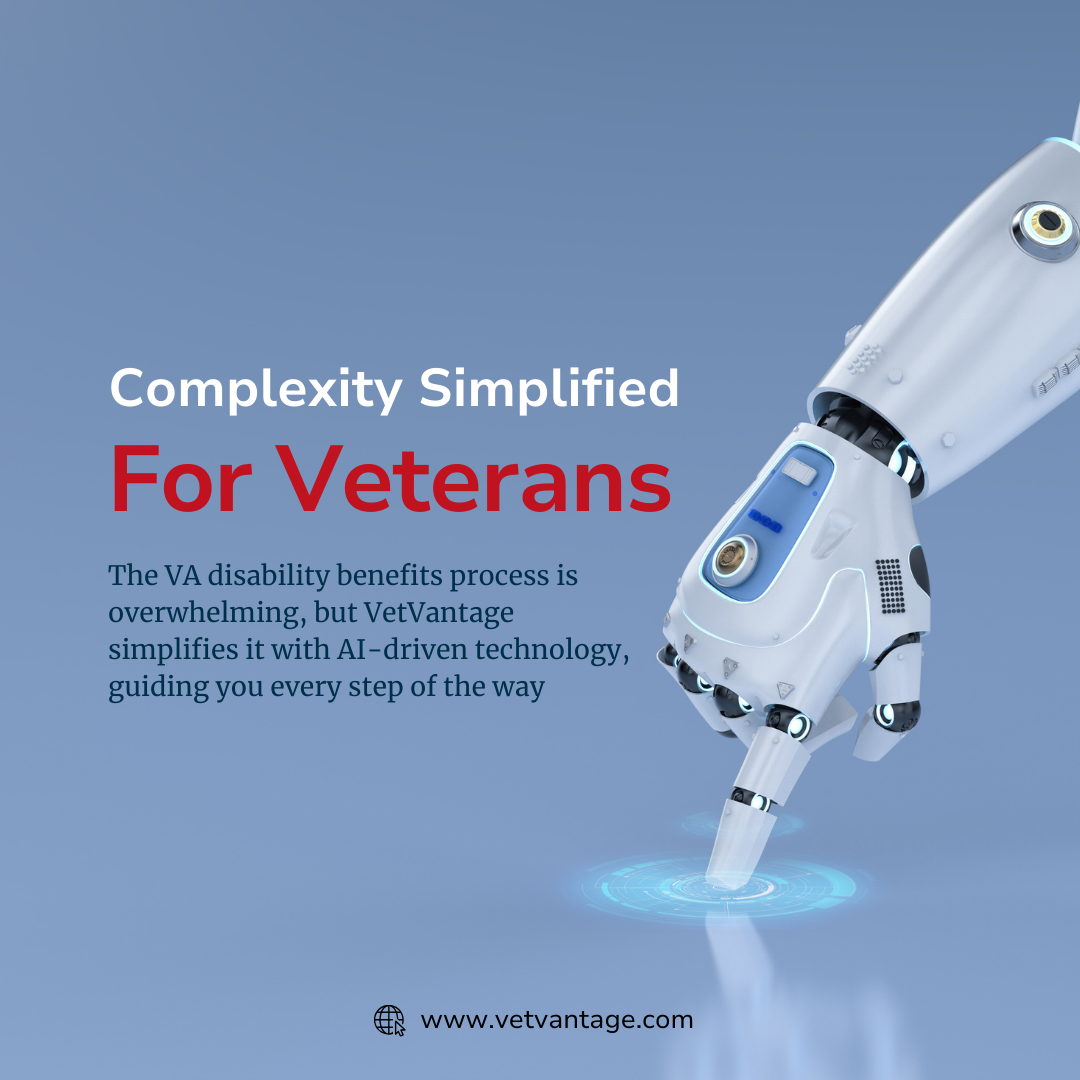 Complexity Simplified
For Veterans
The VA disability benefits process is
overwhelming, but VetVantage
simplifies it with AI-driven technology,
guiding you every step of the way
www.vetvantage.com